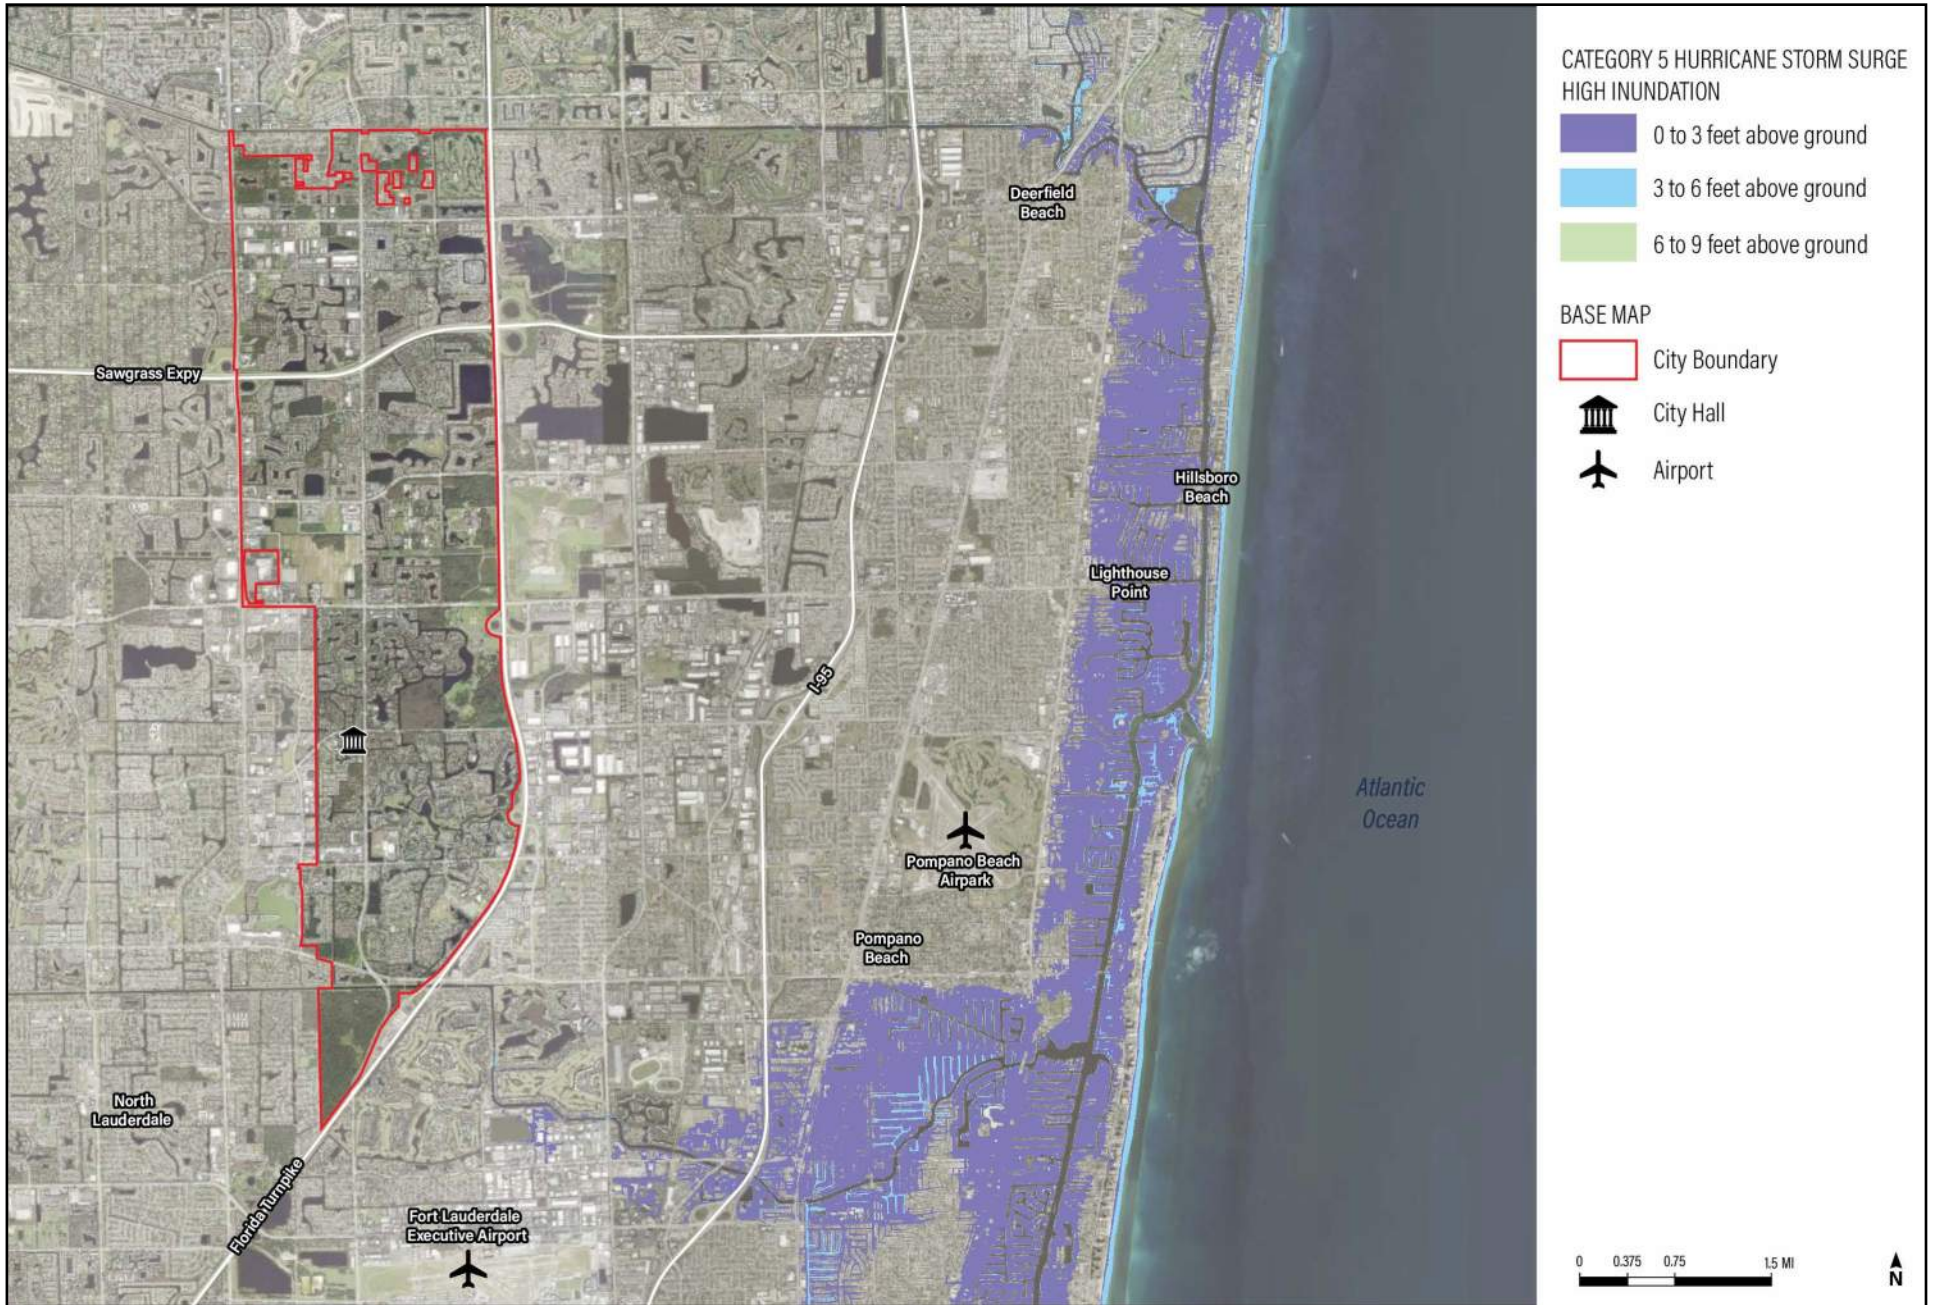 CATEGORY 5 HURRICANE STORM SURGE
HIGH INUNDATION
0 to 3 feet above ground
3 to 6 feet above ground
6 to 9 feet above ground
BASE MAP
City Boundary
City Hall
Airport
Deerfield
Beach
Sawgrass Expy
Hillsboro
Beach
Lighthouse
Point
I-95
Atlantic
Ocean
Pompano Beach
Airpark
Pompano
Beach
North
Lauderdale
Florida Turnpike
Fort Lauderdale
Executive Airport
0 0.375 0.75 1.5 MI
N